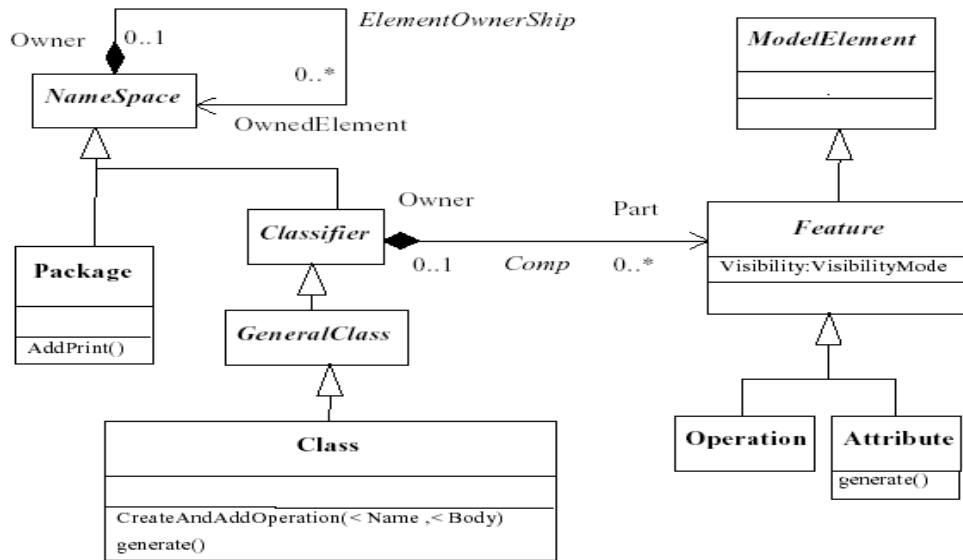 ElementOwnerShip
Owner
0..1
ModelElement
0..*
NameSpace
OwnedElement
Owner
Part
Classifier
Feature
0..1
Comp
0..*
Visibility:VisibilityMode
Package
AddPrint()
GeneralClass
Class
Operation
Attribute
generate()
CreateAndAddOperation(< Name ,< Body)
generate()